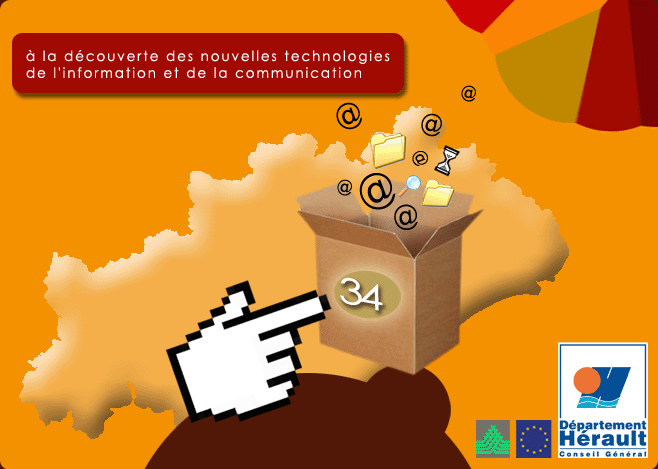 à la découverte des nouvelles technologies
de l'information et de la communication
@
@
@
@
@
@
@
34
Département
Hérault
Conseil Général